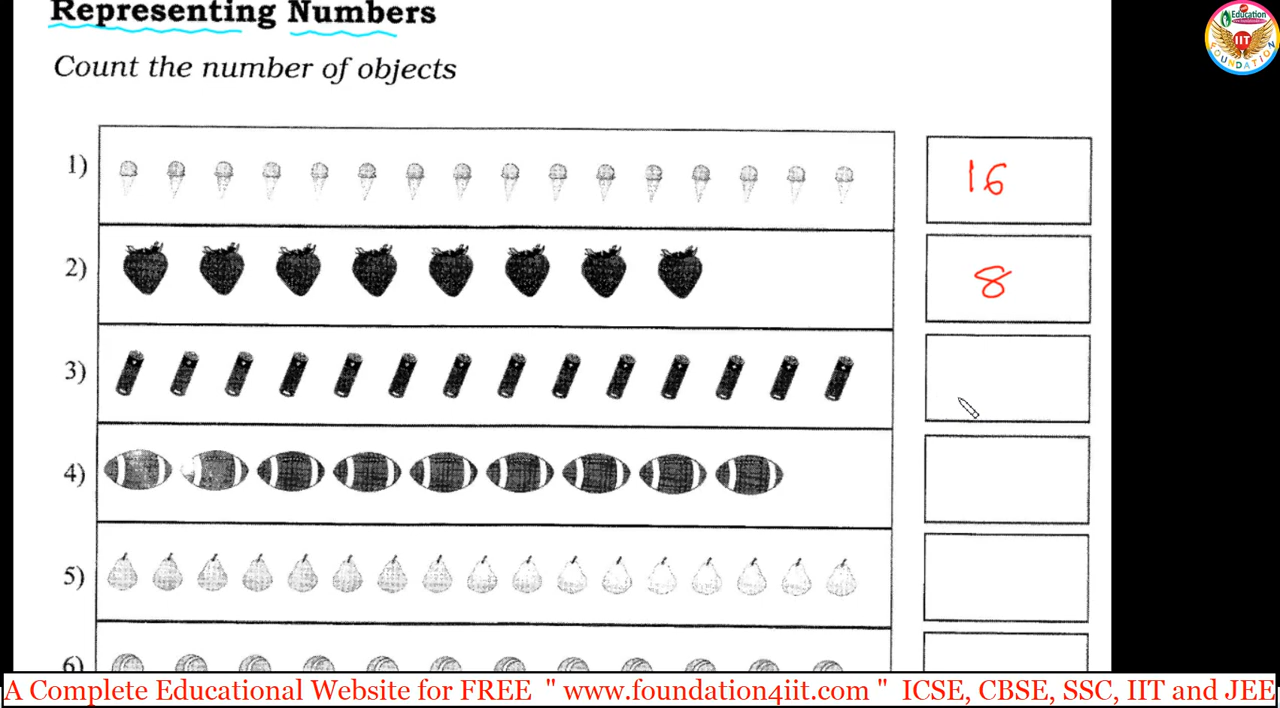 Representing Numbers
Count the number of objects
1)
16
2)
8
3)
4)
5)
6)
Education
IIT
FOUNDATION
A Complete Educational Website for FREE " www.foundation4iit.com " ICSE, CBSE, SSC, IIT and JEE